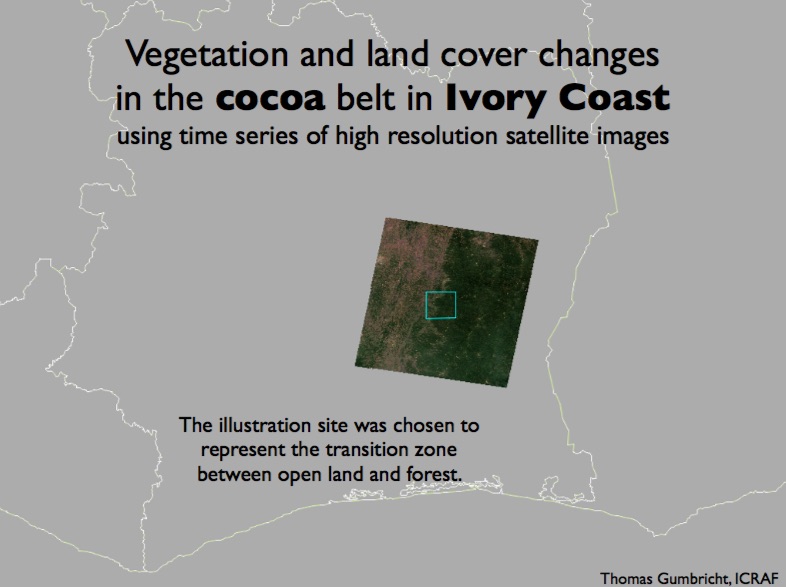 Vegetation and land cover changes
in the cocoa belt in Ivory Coast
using time series of high resolution satellite images
The illustration site was chosen to
represent the transition zone
between open land and forest.
Thomas Gumbricht, ICRAF